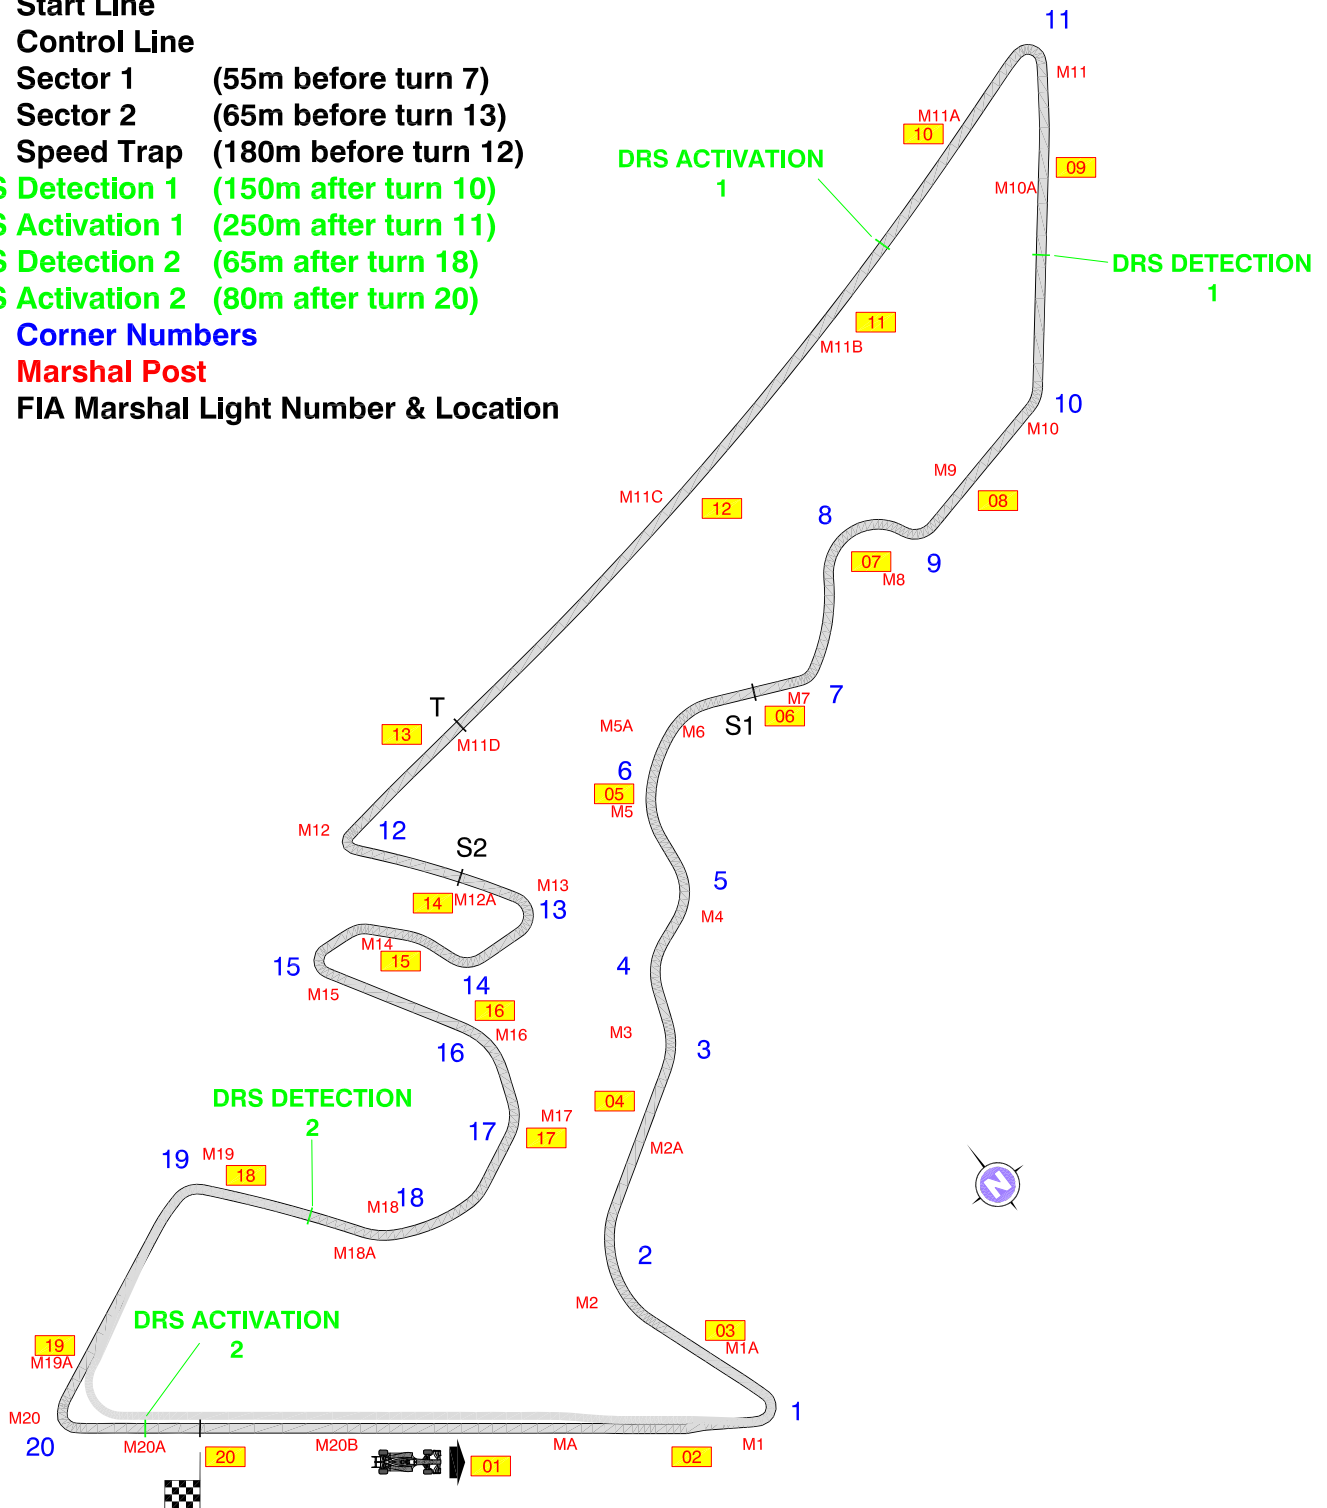 Start Line
Control Line
Sector 1 (55m before turn 7)
Sector 2 (65m before turn 13)
Speed Trap (180m before turn 12)
S Detection 1 (150m after turn 10)
S Activation 1 (250m after turn 11)
S Detection 2 (65m after turn 18)
S Activation 2 (80m after turn 20)
Corner Numbers
Marshal Post
FIA Marshal Light Number & Location
11
M11
M11A
10
DRS ACTIVATION
1
09
M10A
DRS DETECTION
1
11
M11B
10
M10
M9
08
M11C
12
8
07
M8
9
T
13
M11D
M7
7
06
S1
M5A
M6
6
05
M5
M12
12
S2
14
M12A
M13
13
5
M4
M14
15
15
M15
14
4
16
M16
16
M3
3
DRS DETECTION
2
04
M17
17
17
M2A
19
M19
18
M18
18
M18A
N
2
M2
DRS ACTIVATION
2
03
M1A
19
M19A
M20
20
M20A
20
M20B
01
MA
02
M1
1